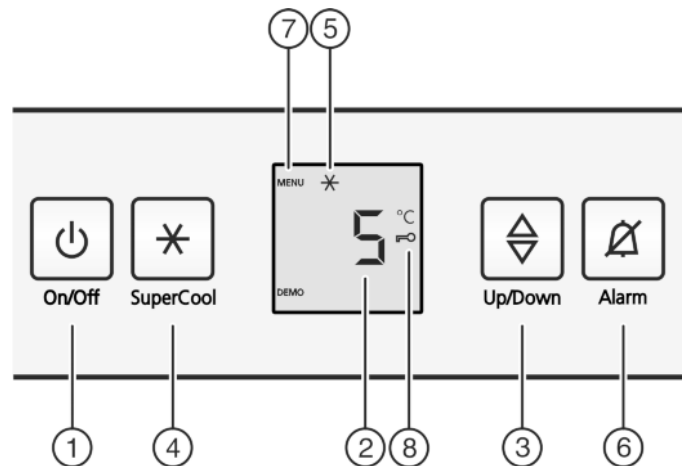 7 5
MENU
5 °C
DEMO
On/Off SuperCool Up/Down Alarm
1 4 2 8 3 6